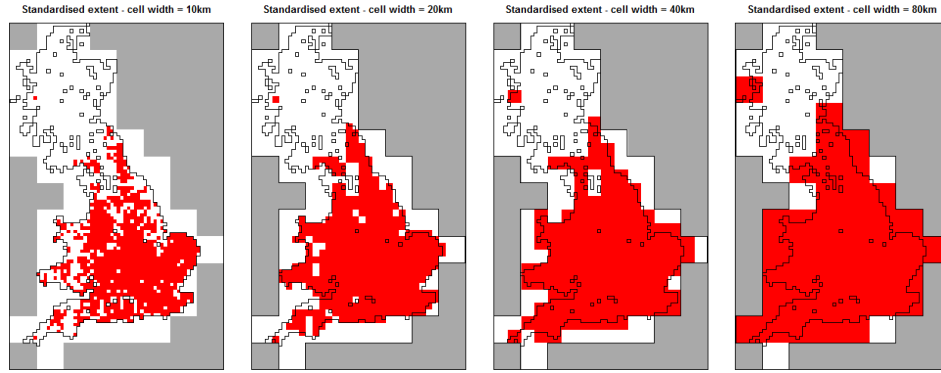 Standardised extent - cell width = 10km
Standardised extent - cell width = 20km
Standardised extent - cell width = 40km
Standardised extent - cell width = 80km